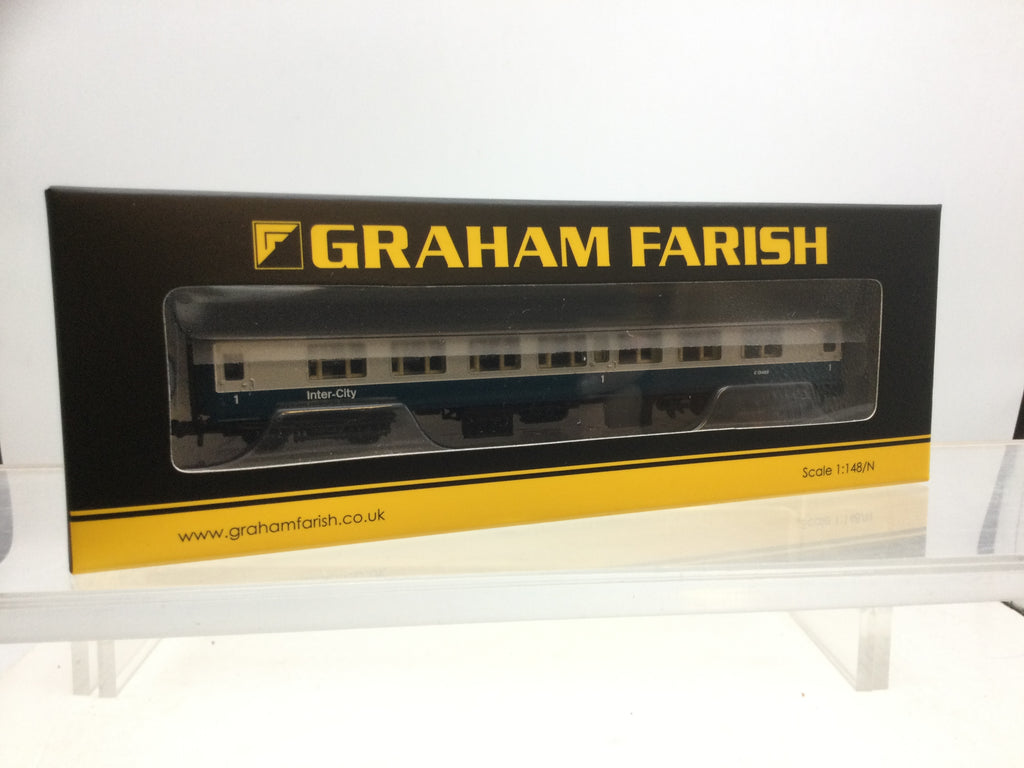 GRAHAM FARISH
1
Inter-City
1
1
www.grahamfarish.co.uk
Scale 1:148/N